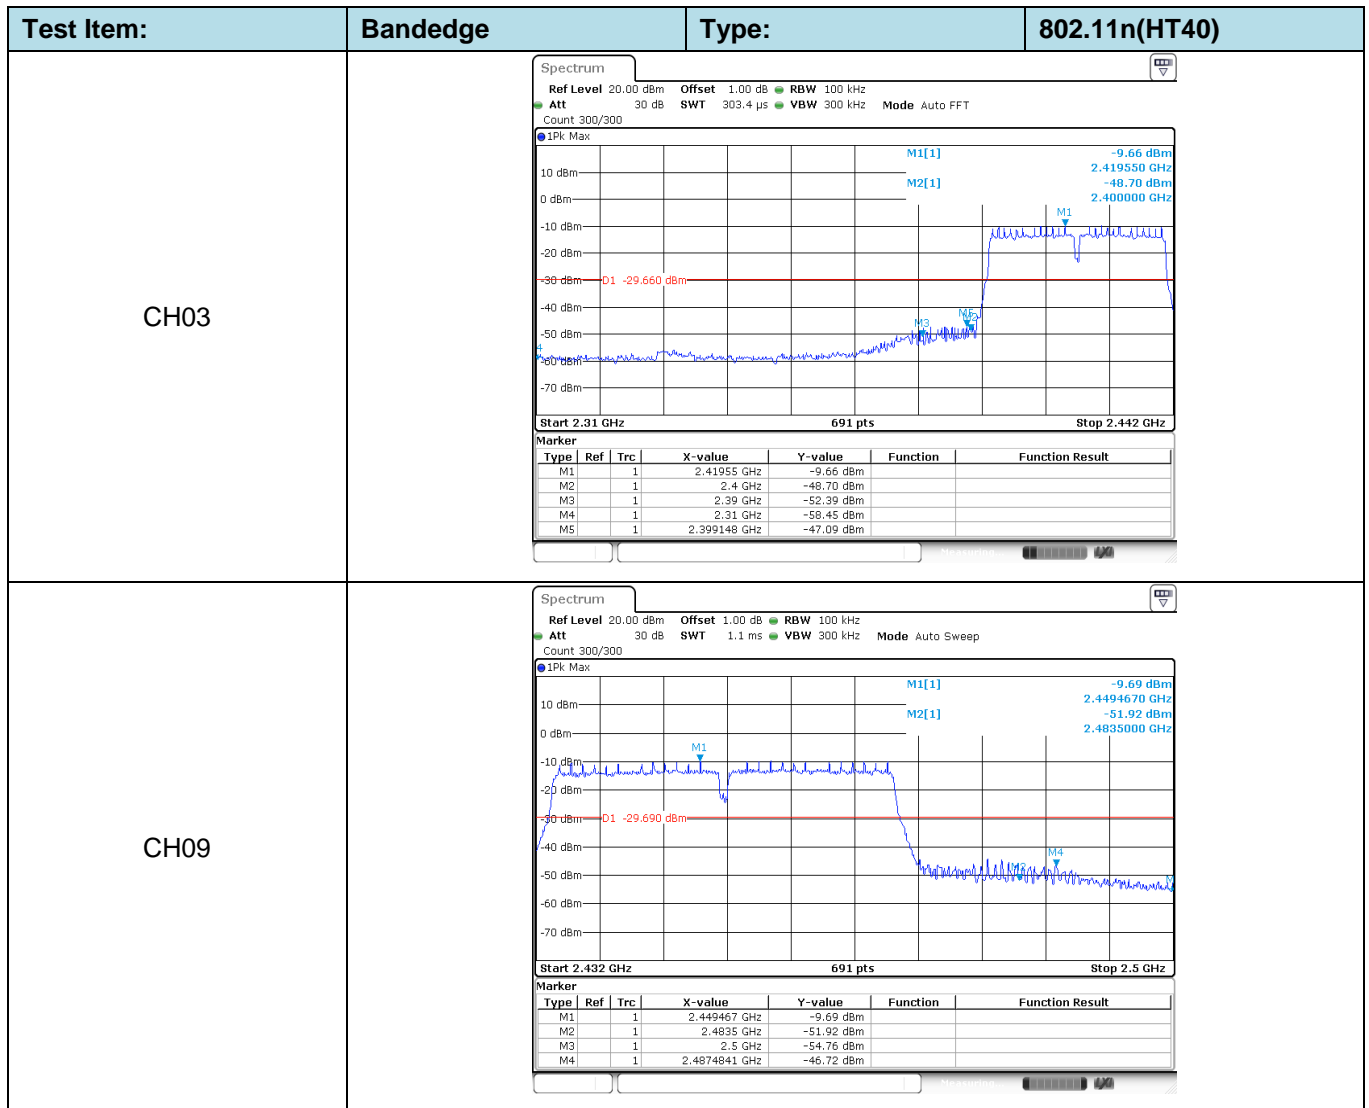 Test Item: Bandedge Type: 802.11n(HT40)
CH03
Spectrum
Ref Level 20.00 dBm Offset 1.00 dB RBW 100 kHz
Att 30 dB SWT 303.4 µs VBW 300 kHz Mode Auto FFT
Count 300/300
1Pk Max
M1[1] -9.66 dBm
2.419550 GHz
10 dBm
M2[1] -48.70 dBm
2.400000 GHz
0 dBm
M1
-10 dBm
-20 dBm
-30 dBm
D1 -29.660 dBm
-40 dBm
M3
M5
M2
-50 dBm
4
-60 dBm
-70 dBm
Start 2.31 GHz 691 pts Stop 2.442 GHz
Marker
Type Ref Trc X-value Y-value Function Function Result
M1 1 2.41955 GHz -9.66 dBm
M2 1 2.4 GHz -48.70 dBm
M3 1 2.39 GHz -52.39 dBm
M4 1 2.31 GHz -58.45 dBm
M5 1 2.399148 GHz -47.09 dBm
Measuring...
CH09
Spectrum
Ref Level 20.00 dBm Offset 1.00 dB RBW 100 kHz
Att 30 dB SWT 1.1 ms VBW 300 kHz Mode Auto Sweep
Count 300/300
1Pk Max
M1[1] -9.69 dBm
2.4494670 GHz
10 dBm
M2[1] -51.92 dBm
2.4835000 GHz
0 dBm
M1
-10 dBm
-20 dBm
-30 dBm
D1 -29.690 dBm
-40 dBm
M4
M2
-50 dBm
M
-60 dBm
-70 dBm
Start 2.432 GHz 691 pts Stop 2.5 GHz
Marker
Type Ref Trc X-value Y-value Function Function Result
M1 1 2.449467 GHz -9.69 dBm
M2 1 2.4835 GHz -51.92 dBm
M3 1 2.5 GHz -54.76 dBm
M4 1 2.4874841 GHz -46.72 dBm
Measuring...